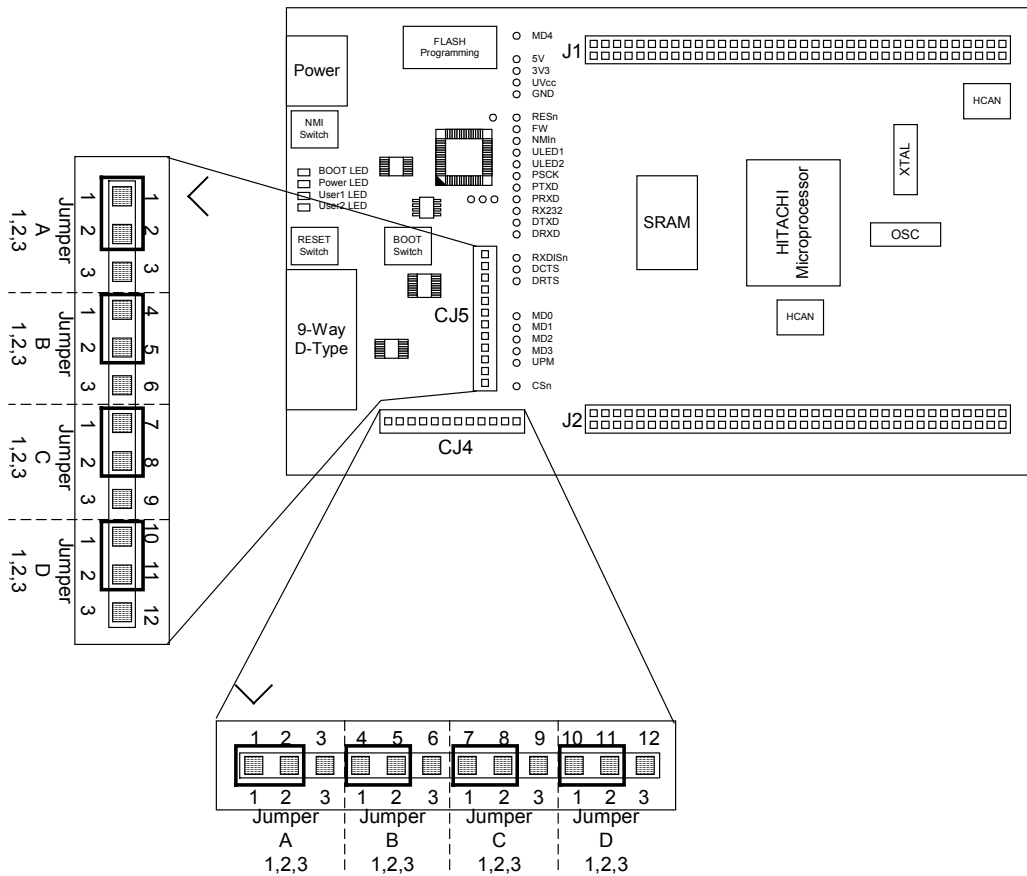 FLASH
Programming
MD4
J1
Power
5V
3V3
UVcc
GND
HCAN
NMI
Switch
RESn
FW
NMIn
ULED1
ULED2
PSCK
PTXD
PRXD
RX232
DTXD
DRXD
XTAL
BOOT LED
Power LED
User1 LED
User2 LED
SRAM
HITACHI
Microprocessor
OSC
RESET
Switch
BOOT
Switch
RXDISn
DCTS
DRTS
CJ5
9-Way
D-Type
MD0
MD1
MD2
MD3
UPM
HCAN
CSn
J2
CJ4
1 2 3 4 5 6 7 8 9 10 11 12
1 2 3 1 2 3 1 2 3 1 2 3
Jumper
A
1,2,3
Jumper
B
1,2,3
Jumper
C
1,2,3
Jumper
D
1,2,3
1 2 3 4 5 6 7 8 9 10 11 12
1 2 3 1 2 3 1 2 3 1 2 3
Jumper Jumper Jumper Jumper
A B C D
1,2,3 1,2,3 1,2,3 1,2,3